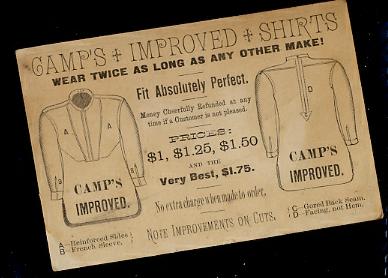 CAMP'S + IMPROVED + SHIRTS
WEAR TWICE AS LONG AS ANY OTHER MAKE!
Fit Absolutely Perfect.
Money Cheerfully Refunded at any
time if a Customer is not pleased.
PRICES:
$1, $1.25, $1.50
AND THE
Very Best, $1.75.
No extra charge when made to order.
NOTE IMPROVEMENTS ON CUTS.
A
A
B
CAMP'S
IMPROVED.
A—Reinforced Sides
B—French Sleeve,
D
CAMP'S
IMPROVED.
C—Gored Back Seam.
D—Facing, not Hem.